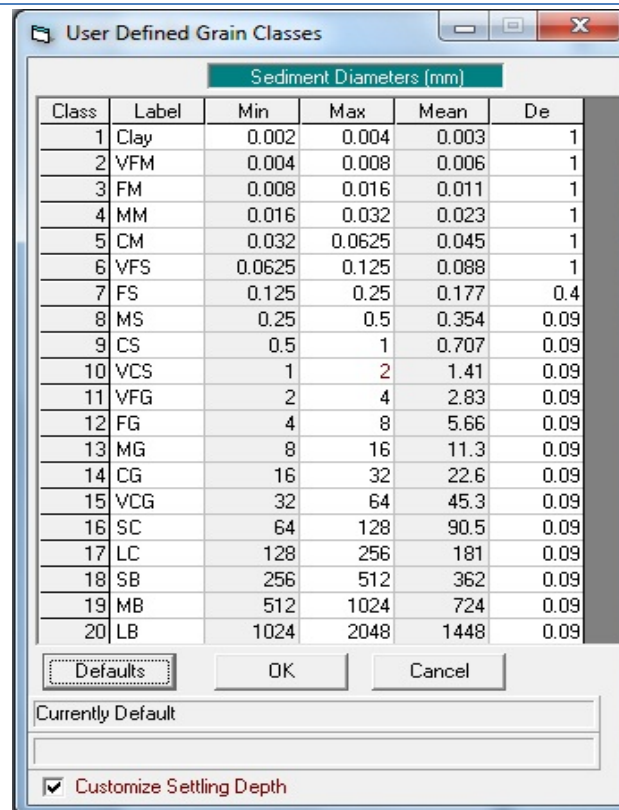 User Defined Grain Classes
Sediment Diameters (mm)
Class Label Min Max Mean De
1 Clay 0.002 0.004 0.003 1
2 VFM 0.004 0.008 0.006 1
3 FM 0.008 0.016 0.011 1
4 MM 0.016 0.032 0.023 1
5 CM 0.032 0.0625 0.045 1
6 VFS 0.0625 0.125 0.088 1
7 FS 0.125 0.25 0.177 0.4
8 MS 0.25 0.5 0.354 0.09
9 CS 0.5 1 0.707 0.09
10 VCS 1 2 1.41 0.09
11 VFG 2 4 2.83 0.09
12 FG 4 8 5.66 0.09
13 MG 8 16 11.3 0.09
14 CG 16 32 22.6 0.09
15 VCG 32 64 45.3 0.09
16 SC 64 128 90.5 0.09
17 LC 128 256 181 0.09
18 SB 256 512 362 0.09
19 MB 512 1024 724 0.09
20 LB 1024 2048 1448 0.09
Defaults OK Cancel
Currently Default
Customize Settling Depth